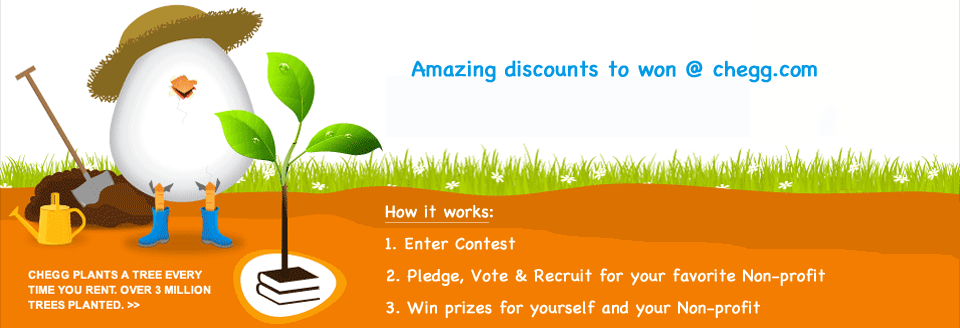 Amazing discounts to won @ chegg.com
How it works:
1. Enter Contest
2. Pledge, Vote & Recruit for your favorite Non-profit
3. Win prizes for yourself and your Non-profit
CHEGG PLANTS A TREE EVERY
TIME YOU RENT. OVER 3 MILLION
TREES PLANTED. >>